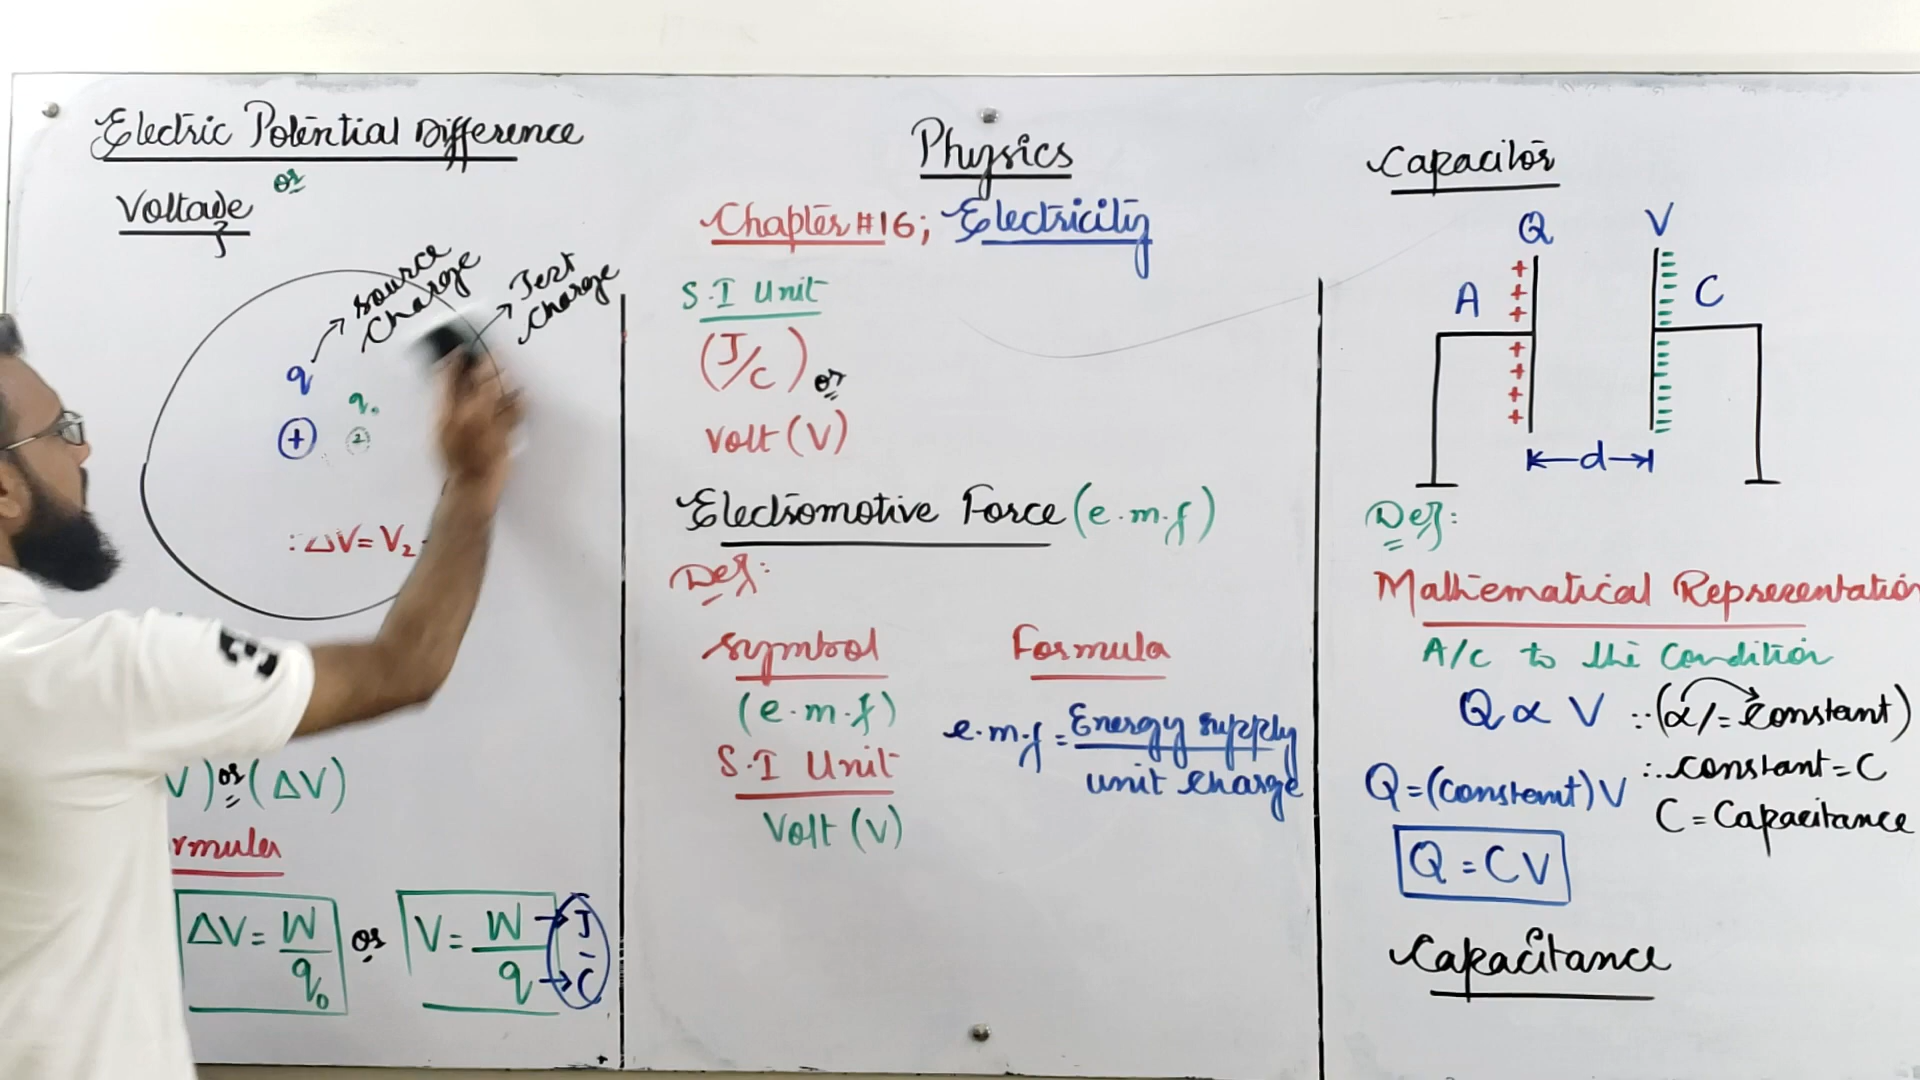 Electric Potential Difference
or
Voltage
source
charge
Test
charge
q
q₀
+
2
∴ ΔV = V₂
V) or (ΔV)
rmula
ΔV = W/q₀ or V = W/q → J/C
Physics
Chapter #16; Electricity
S.I Unit
(J/C) or
Volt (V)
Electromotive Force (e.m.f)
Def:
Symbol
(e.m.f)
S.I Unit
Volt (V)
Formula
e.m.f = Energy supply / unit charge
Capacitor
Q V
A C
+ + + + + + +
d
Def:
Mathematical Representation
A/c to the Condition
Q ∝ V ∵ (∝/= constant)
Q = (constant) V ∴ constant = C
C = Capacitance
Q = CV
Capacitance